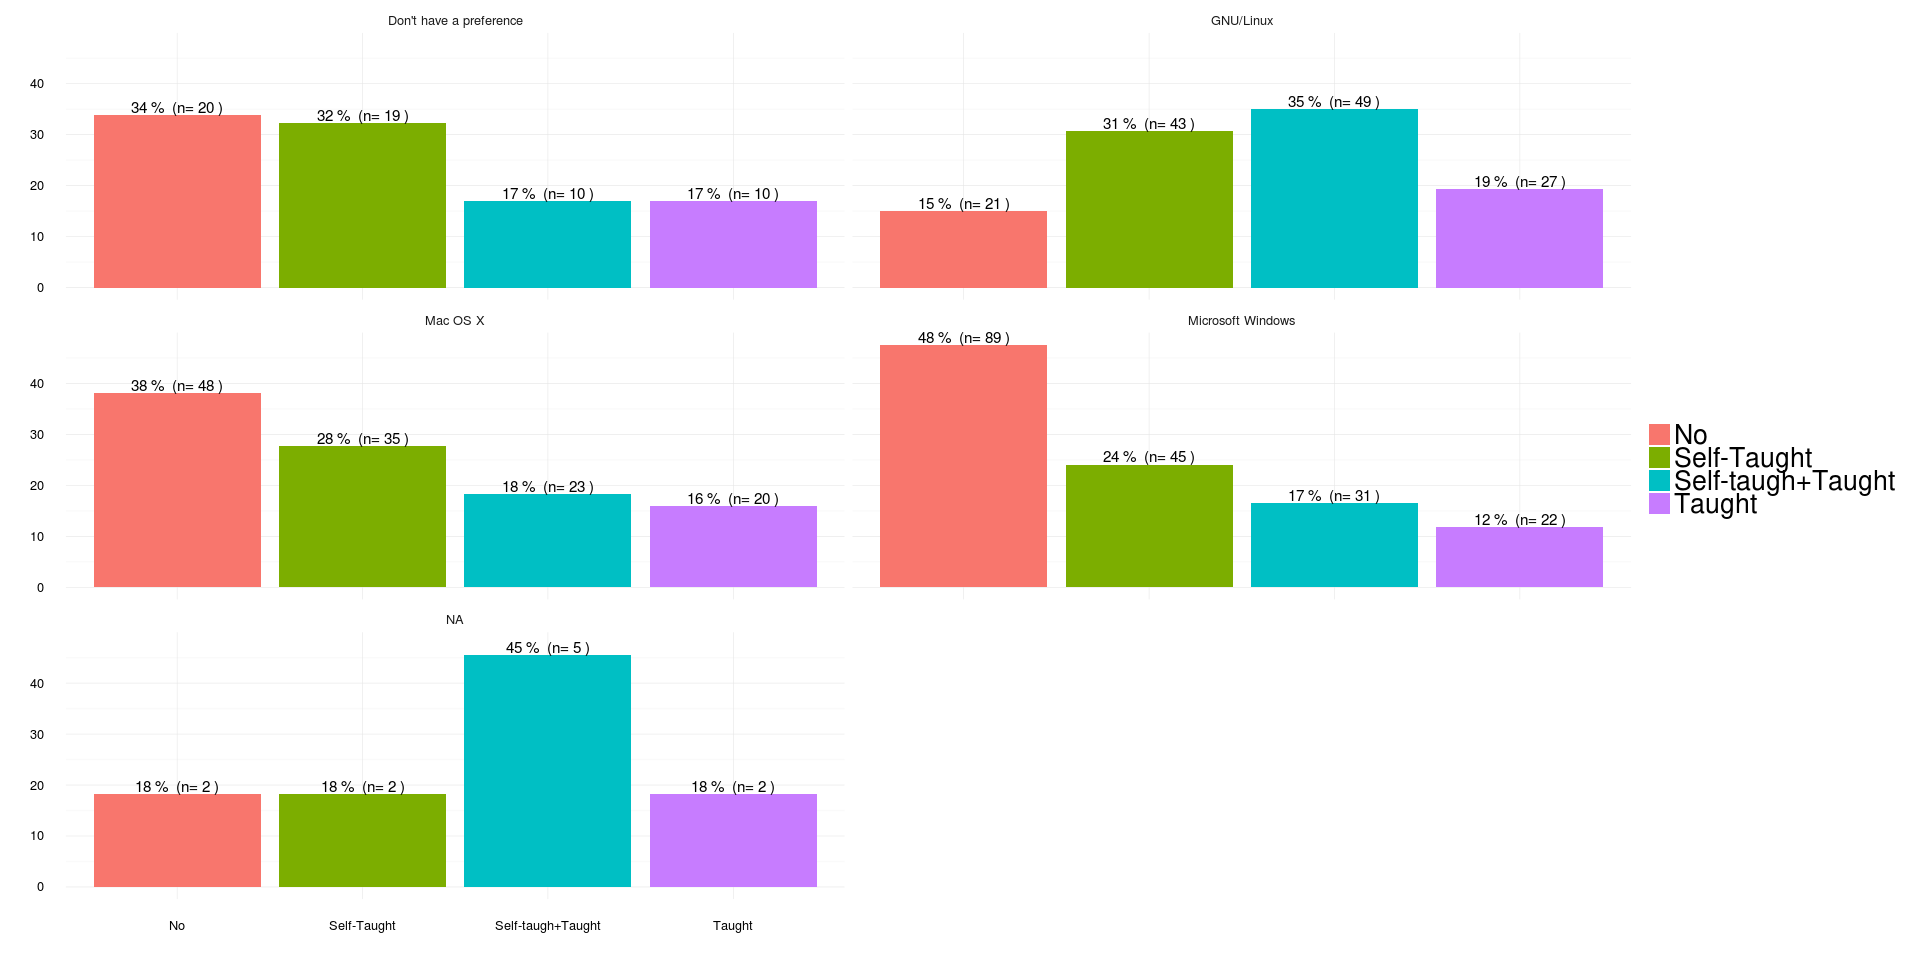 Don't have a preference
GNU/Linux
40
30
20
10
0
34 % (n= 20 )
32 % (n= 19 )
17 % (n= 10 )
17 % (n= 10 )
15 % (n= 21 )
31 % (n= 43 )
35 % (n= 49 )
19 % (n= 27 )
Mac OS X
Microsoft Windows
40
30
20
10
0
38 % (n= 48 )
28 % (n= 35 )
18 % (n= 23 )
16 % (n= 20 )
48 % (n= 89 )
24 % (n= 45 )
17 % (n= 31 )
12 % (n= 22 )
NA
40
30
20
10
0
18 % (n= 2 )
18 % (n= 2 )
45 % (n= 5 )
18 % (n= 2 )
No
Self-Taught
Self-taugh+Taught
Taught
No
Self-Taught
Self-taugh+Taught
Taught